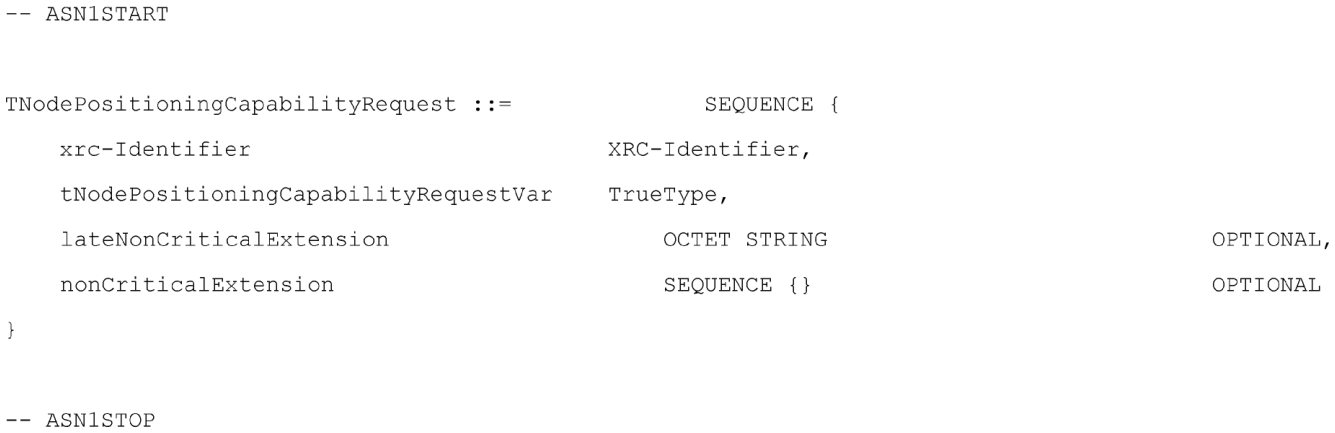 -- ASN1START
TNodePositioningCapabilityRequest ::= SEQUENCE {
xrc-Identifier XRC-Identifier,
tNodePositioningCapabilityRequestVar TrueType,
lateNonCriticalExtension OCTET STRING OPTIONAL,
nonCriticalExtension SEQUENCE {} OPTIONAL
}
-- ASN1STOP